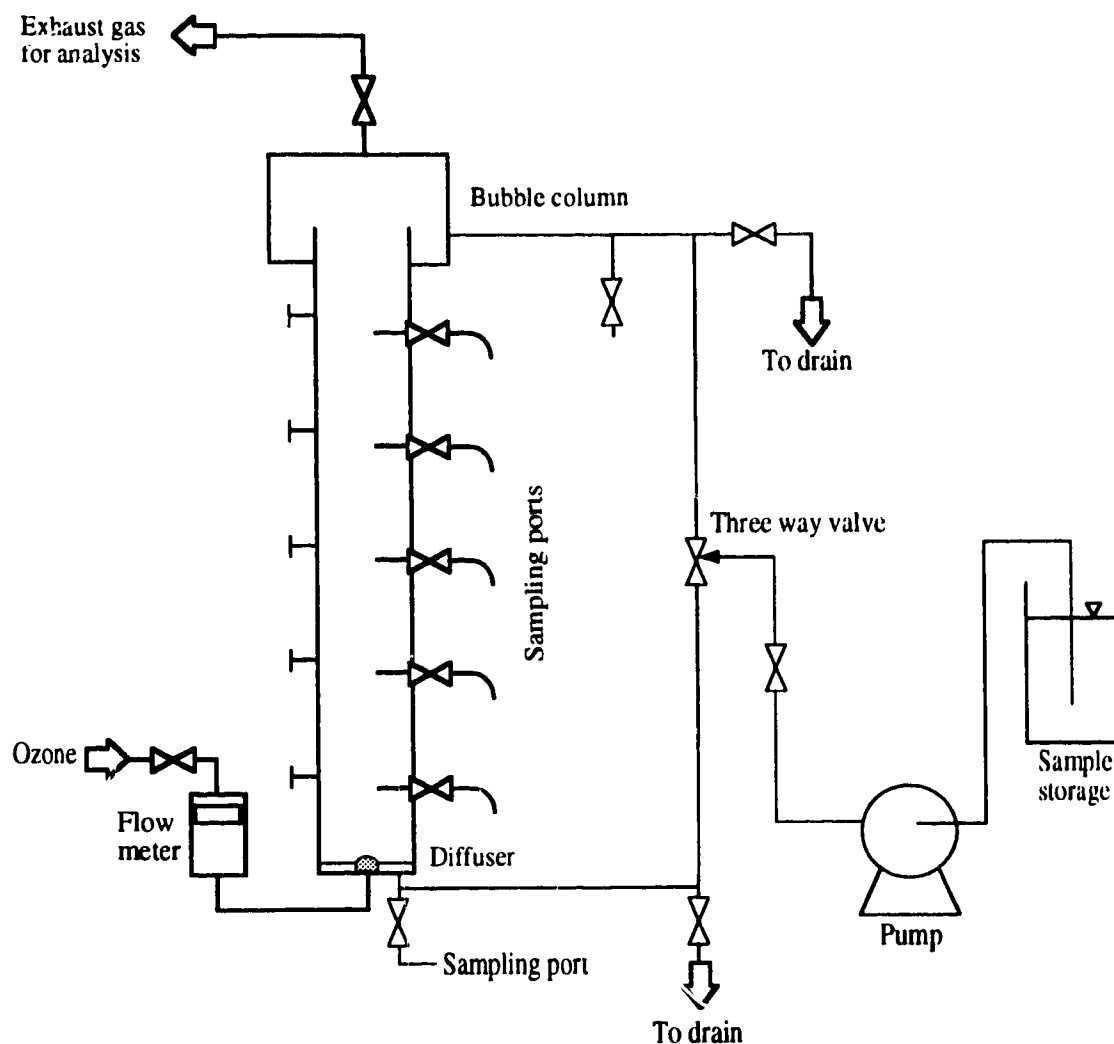 Exhaust gas
for analysis
Bubble column
To drain
Sampling ports
Three way valve
Ozone
Flow
meter
Diffuser
Sample
storage
Pump
Sampling port
To drain